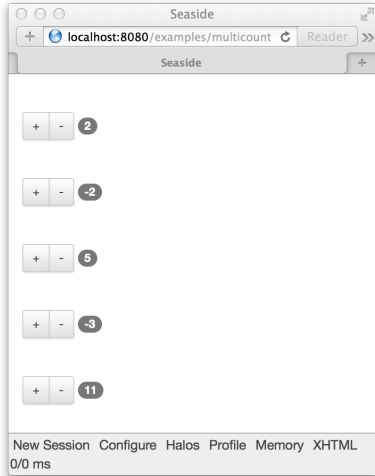 Seaside
localhost:8080/examples/multicount Reader
Seaside
+ - 2
+ - -2
+ - 5
+ - -3
+ - 11
New Session Configure Halos Profile Memory XHTML
0/0 ms